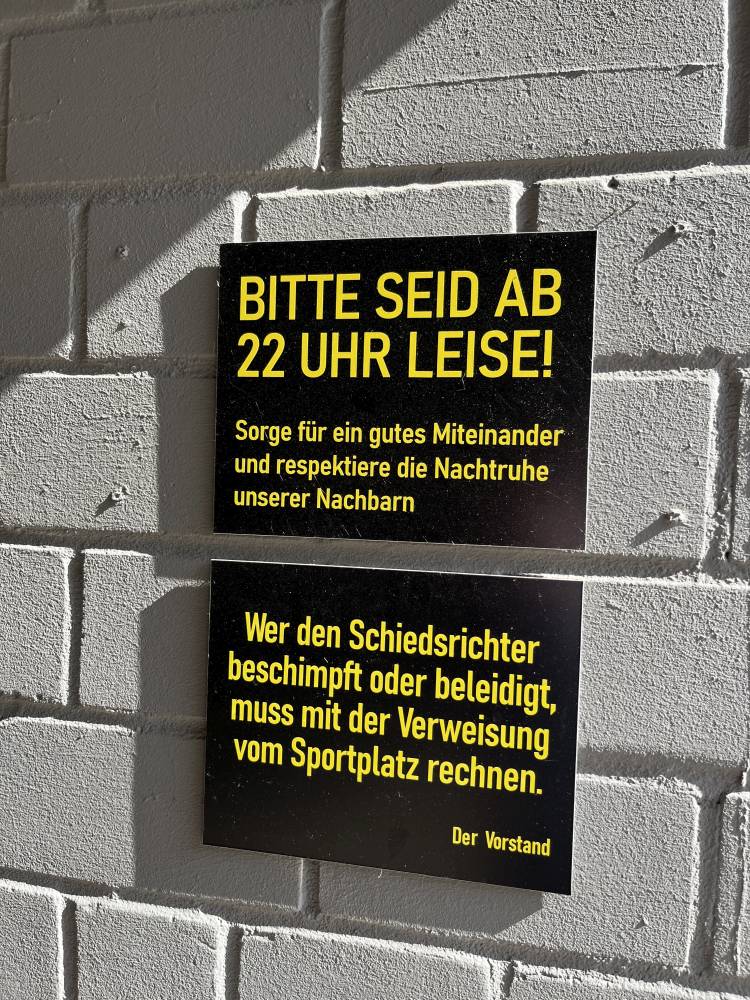 BITTE SEID AB
22 UHR LEISE!
Sorge für ein gutes Miteinander
und respektiere die Nachtruhe
unserer Nachbarn
Wer den Schiedsrichter
beschimpft oder beleidigt,
muss mit der Verweisung
vom Sportplatz rechnen.
Der Vorstand